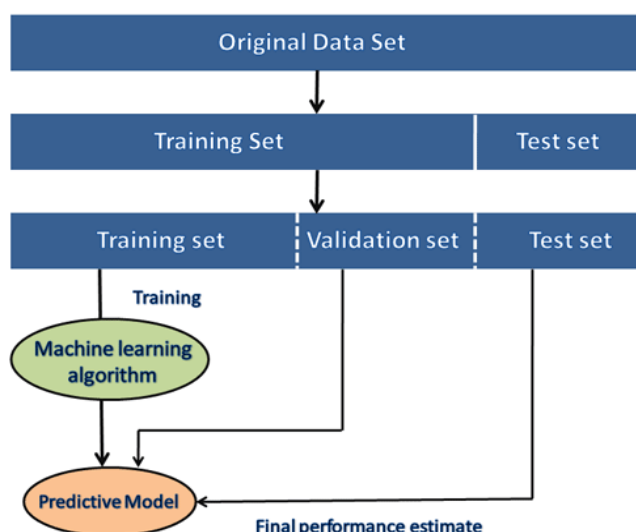 Original Data Set
Training Set
Test set
Training set
Validation set
Test set
Training
Machine learning
algorithm
Predictive Model
Final performance estimate